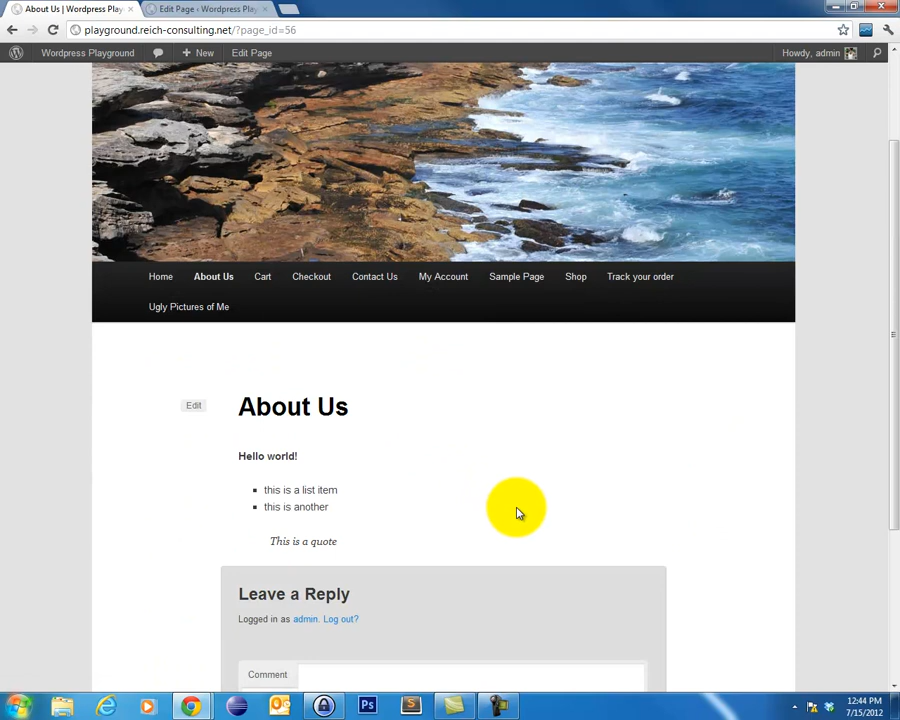 About Us | Wordpress Play
Edit Page ‹ Wordpress Play
playground.reich-consulting.net/?page_id=56
Wordpress Playground
New
Edit Page
Howdy, admin
Home
About Us
Cart
Checkout
Contact Us
My Account
Sample Page
Shop
Track your order
Ugly Pictures of Me
Edit
About Us
Hello world!
this is a list item
this is another
This is a quote
Leave a Reply
Logged in as admin. Log out?
Comment
12:44 PM
7/15/2012